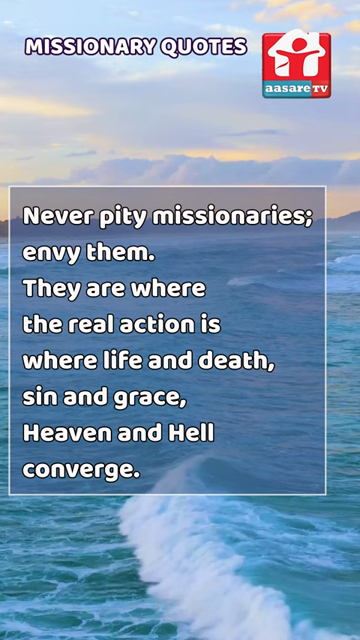 MISSIONARY QUOTES
aasare TV
Never pity missionaries;
envy them.
They are where
the real action is
where life and death,
sin and grace,
Heaven and Hell
converge.